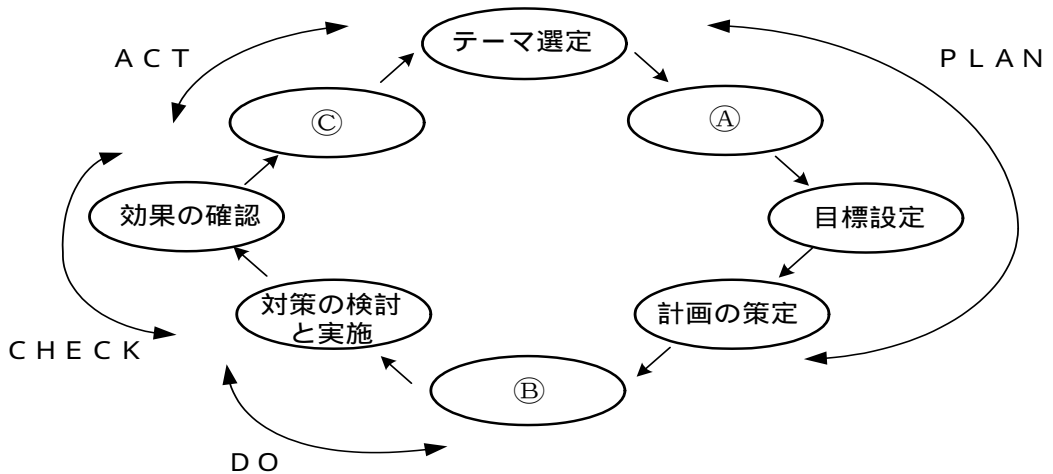 ACT
テーマ選定
PLAN
Ⓒ
Ⓐ
効果の確認
目標設定
対策の検討
と実施
計画の策定
CHECK
Ⓑ
DO